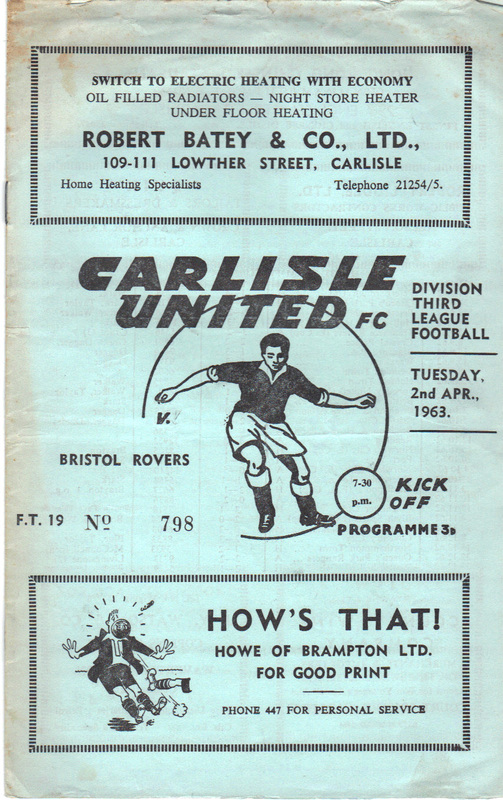 SWITCH TO ELECTRIC HEATING WITH ECONOMY
OIL FILLED RADIATORS — NIGHT STORE HEATER
UNDER FLOOR HEATING
ROBERT BATEY & CO., LTD.,
109-111 LOWTHER STREET, CARLISLE
Home Heating Specialists Telephone 21254/5.
CARLISLE
UNITED FC
DIVISION
THIRD
LEAGUE
FOOTBALL
TUESDAY,
2nd APR.,
1963.
V.
BRISTOL ROVERS
7-30
p.m.
KICK
OFF
F.T. 19 No 798
PROGRAMME 3D
HOW'S THAT!
HOWE OF BRAMPTON LTD.
FOR GOOD PRINT
PHONE 447 FOR PERSONAL SERVICE